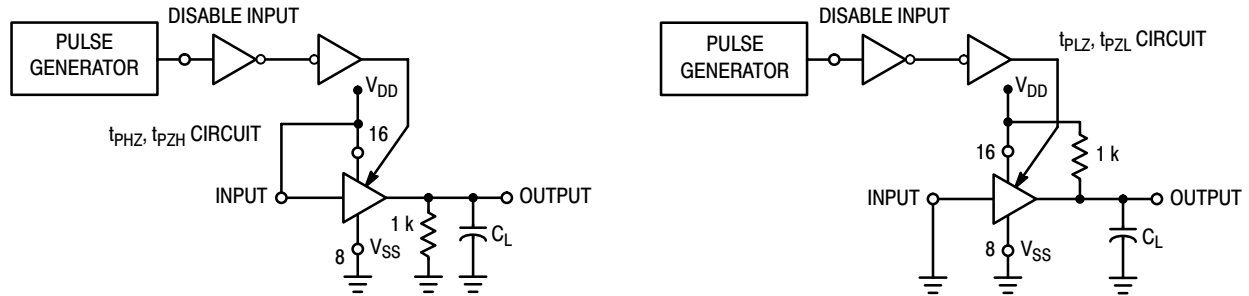 DISABLE INPUT
PULSE
GENERATOR
V_DD
t_PHZ, t_PZH CIRCUIT
16
INPUT
OUTPUT
1 k
C_L
8
V_SS
DISABLE INPUT
PULSE
GENERATOR
t_PLZ, t_PZL CIRCUIT
V_DD
16
1 k
INPUT
OUTPUT
C_L
8
V_SS